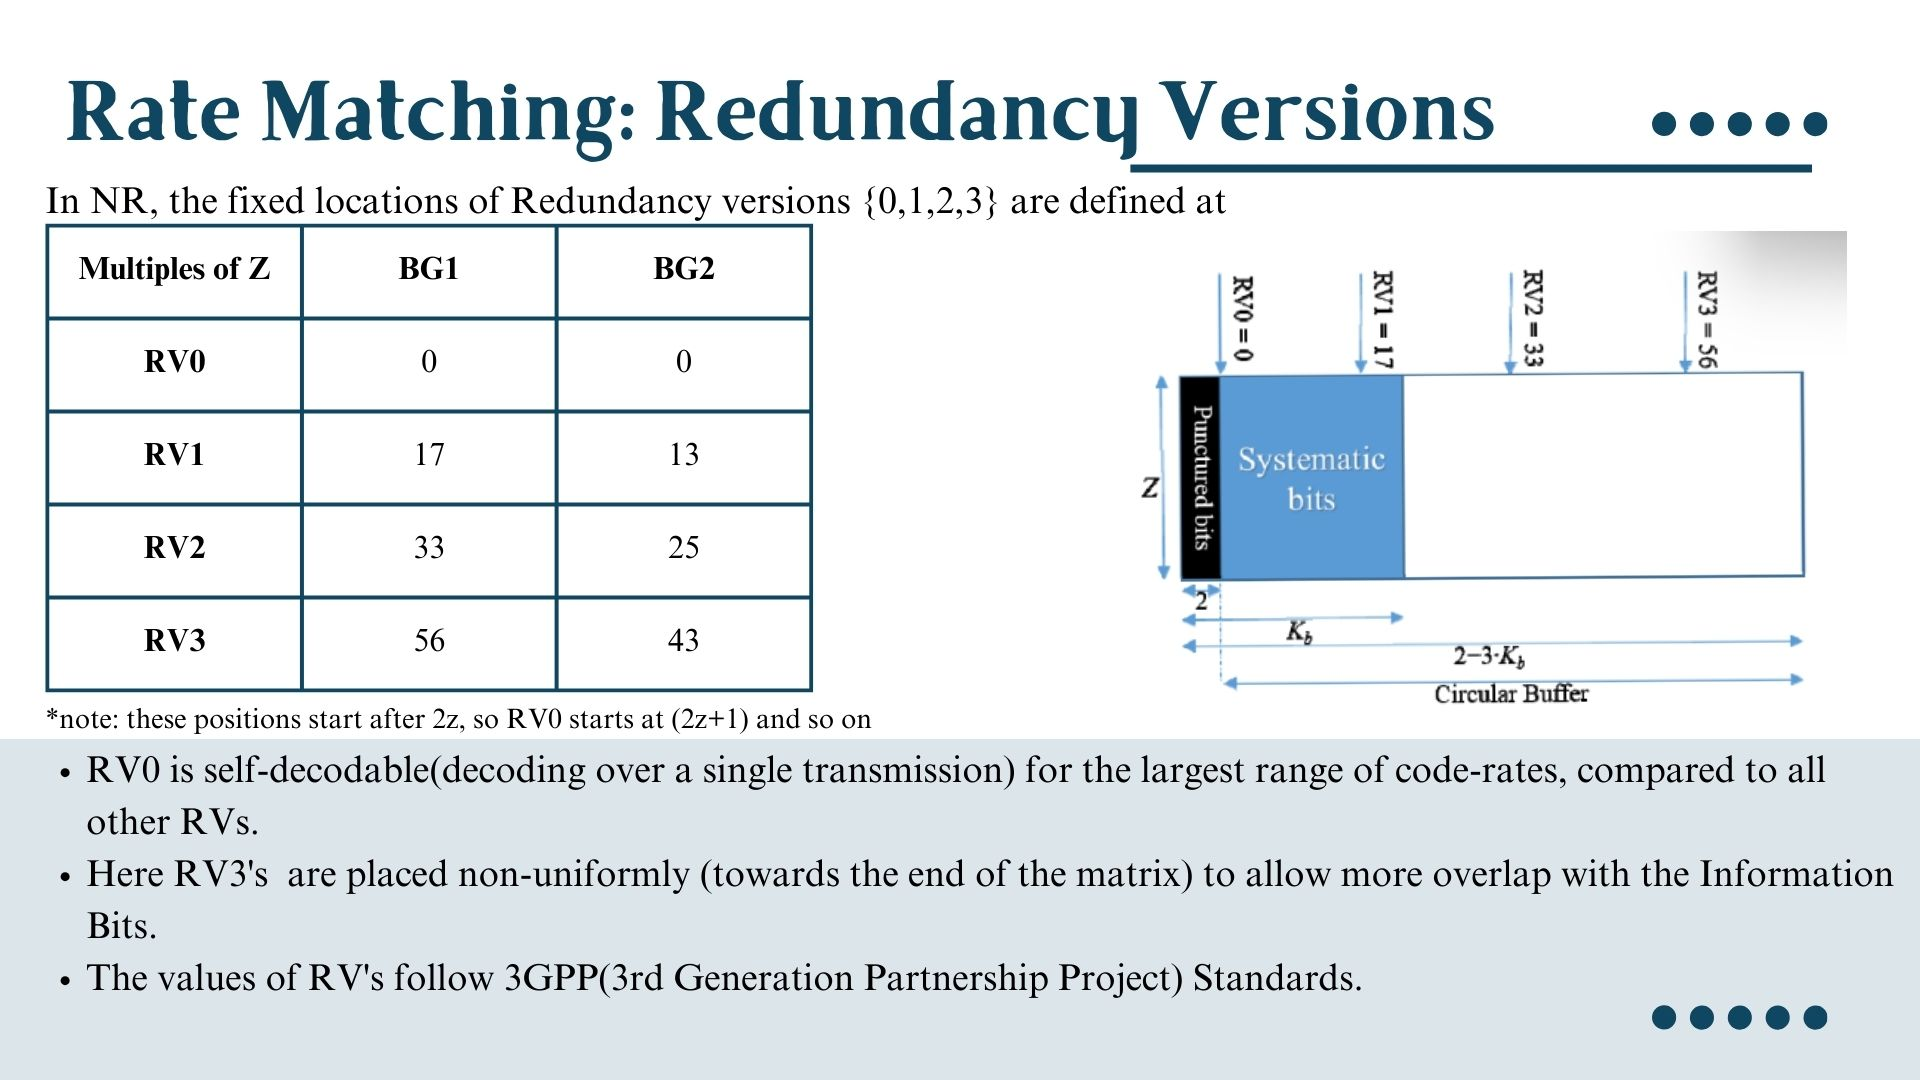 Rate Matching: Redundancy Versions
In NR, the fixed locations of Redundancy versions {0,1,2,3} are defined at
Multiples of Z BG1 BG2
RV0 0 0
RV1 17 13
RV2 33 25
RV3 56 43
*note: these positions start after 2z, so RV0 starts at (2z+1) and so on
RV0 = 0
RV1 = 17
RV2 = 33
RV3 = 56
Z
Punctured bits
Systematic
bits
2
K_b
2–3·K_b
Circular Buffer
• RV0 is self-decodable(decoding over a single transmission) for the largest range of code-rates, compared to all
other RVs.
• Here RV3's  are placed non-uniformly (towards the end of the matrix) to allow more overlap with the Information
Bits.
• The values of RV's follow 3GPP(3rd Generation Partnership Project) Standards.